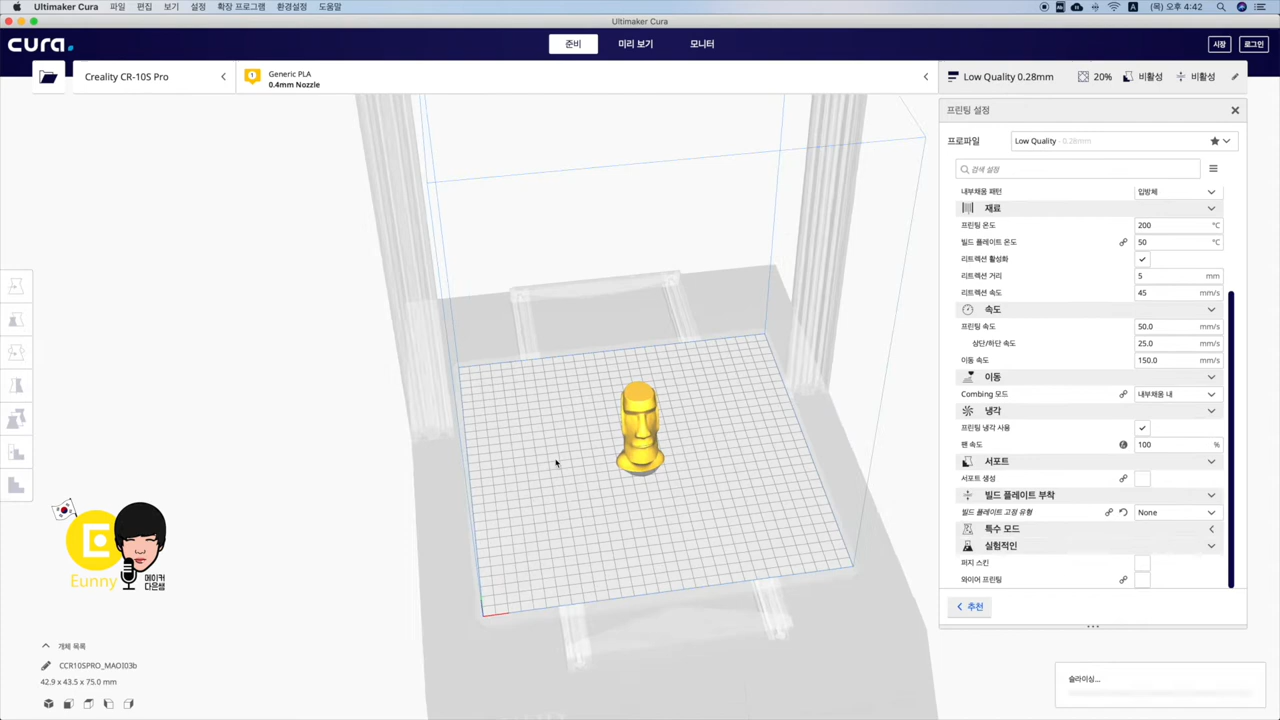 Ultimaker Cura 파일 편집 보기 설정 확장 프로그램 환경설정 도움말 A (목) 오후 4:42
Ultimaker Cura
cura.
준비 미리 보기 모니터 시장 로그인
Creality CR-10S Pro
1 Generic PLA
0.4mm Nozzle
Low Quality 0.28mm 20% 비활성 비활성
프린팅 설정
프로파일 Low Quality - 0.28mm
검색 설정
내부채움 패턴 입방체
재료
프린팅 온도 200 °C
빌드 플레이트 온도 50 °C
리트렉션 활성화
리트렉션 거리 5 mm
리트렉션 속도 45 mm/s
속도
프린팅 속도 50.0 mm/s
상단/하단 속도 25.0 mm/s
이동 속도 150.0 mm/s
이동
Combing 모드 내부채움 내
냉각
프린팅 냉각 사용
팬 속도 100 %
서포트
서포트 생성
빌드 플레이트 부착
빌드 플레이트 고정 유형 None
특수 모드
실험적인
퍼지 스킨
와이어 프린팅
추천
Eunny
메이커
다은쌤
개체 목록
CCR10SPRO_MAOI03b
42.9 x 43.5 x 75.0 mm
슬라이싱...